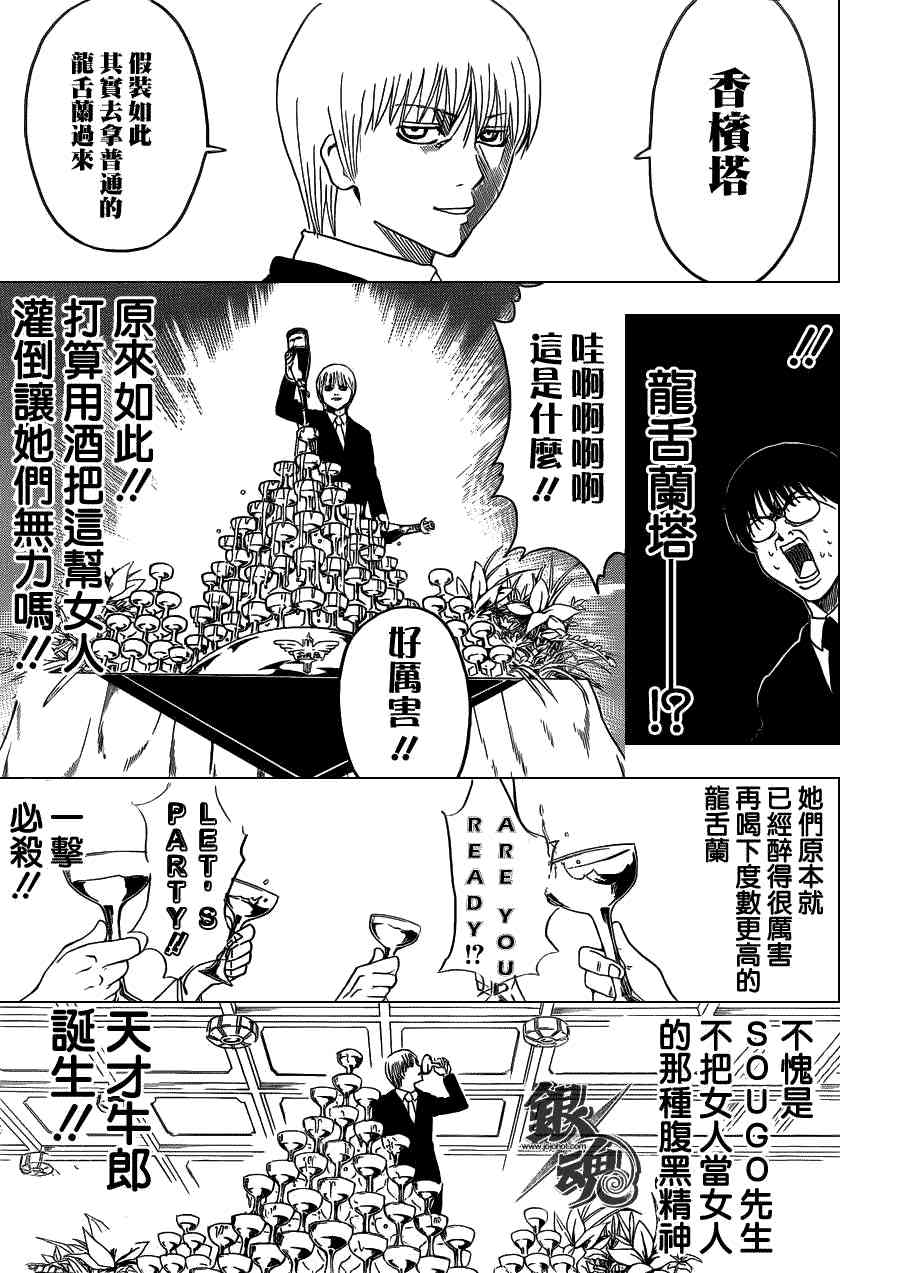 香檳塔
假裝如此
其實去拿普通的
龍舌蘭過來
!!
龍舌蘭塔——!?
哇啊啊啊啊
這是什麼!!
好厲害!!
原來如此!!
打算用酒把這幫女人
灌倒讓她們無力嗎!!
她們原本就
已經醉得很厲害
再喝下度數更高的
龍舌蘭
ARE YOU
READY!?
LET'S
PARTY!!
一擊
必殺!!
不愧是
SOUGO先生
不把女人當女人
的那種腹黑精神
銀魂
www.jojohot.com
天才牛郎
誕生!!